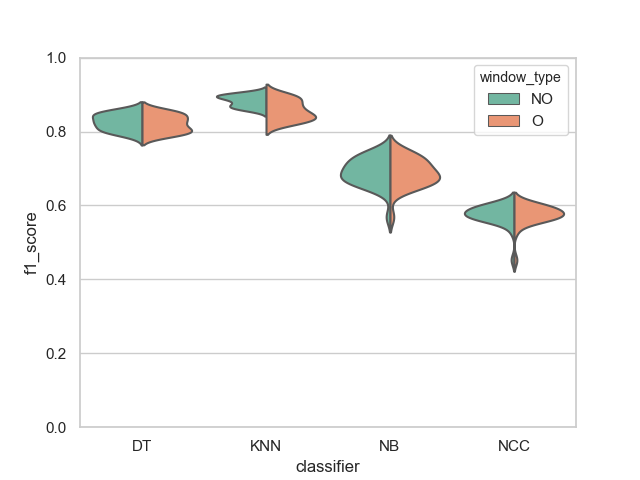 1.0
0.8
0.6
0.4
0.2
0.0
f1_score
window_type
NO
O
DT
KNN
NB
NCC
classifier